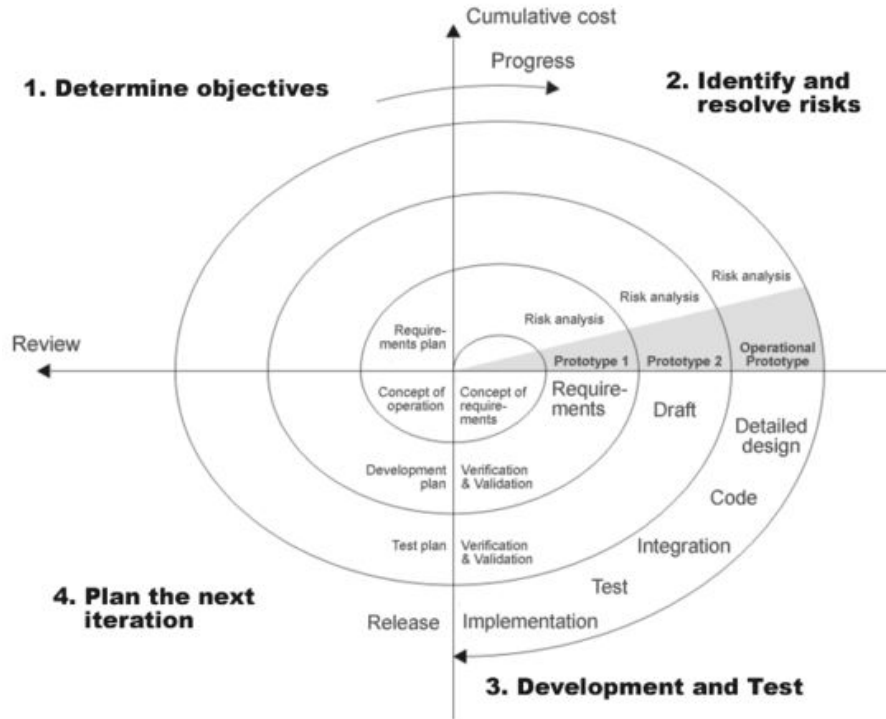 Cumulative cost
Progress
1. Determine objectives
2. Identify and
resolve risks
Risk analysis
Risk analysis
Risk analysis
Require-
ments plan
Review
Prototype 1
Prototype 2
Operational
Prototype
Concept of
operation
Concept of
require-
ments
Require-
ments
Draft
Detailed
design
Development
plan
Verification
& Validation
Code
Test plan
Verification
& Validation
Integration
Test
4. Plan the next
iteration
Release
Implementation
3. Development and Test